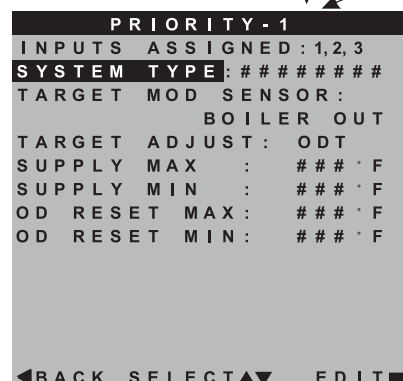 PRIORITY-1
INPUTS ASSIGNED:1,2,3
SYSTEM TYPE:########
TARGET MOD SENSOR:
BOILER OUT
TARGET ADJUST: ODT
SUPPLY MAX : ###°F
SUPPLY MIN : ###°F
OD RESET MAX: ###°F
OD RESET MIN: ###°F
◀BACK SELECT▲▼ EDIT■